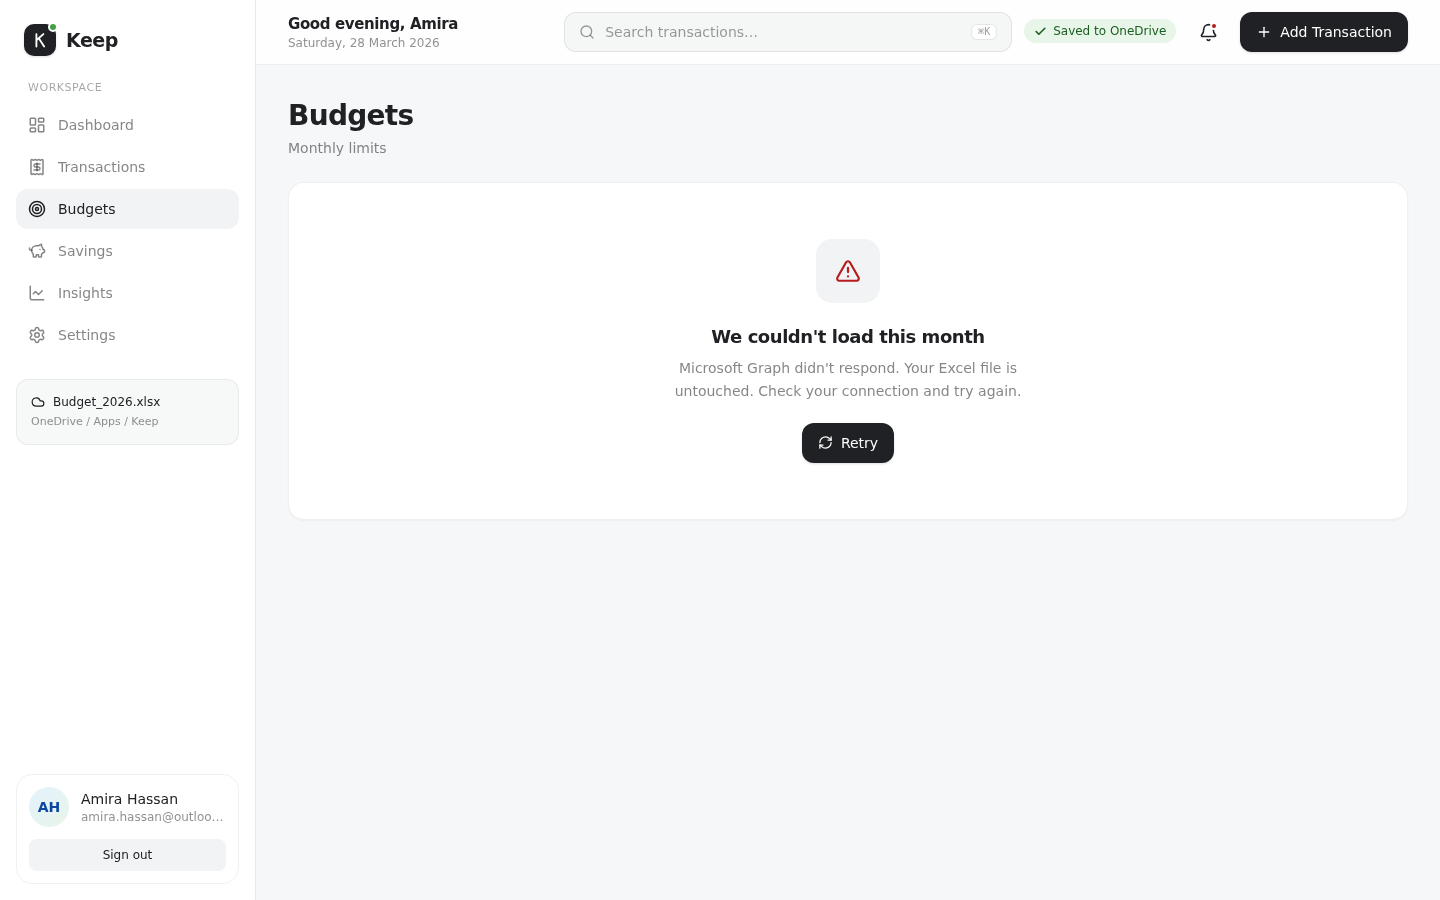 Keep
WORKSPACE
Dashboard
Transactions
Budgets
Savings
Insights
Settings
Budget_2026.xlsx
OneDrive / Apps / Keep
Amira Hassan
AH
amira.hassan@outloo...
Sign out
Good evening, Amira
Saturday, 28 March 2026
Search transactions...
⌘K
Saved to OneDrive
Add Transaction
Budgets
Monthly limits
We couldn't load this month
Microsoft Graph didn't respond. Your Excel file is
untouched. Check your connection and try again.
Retry